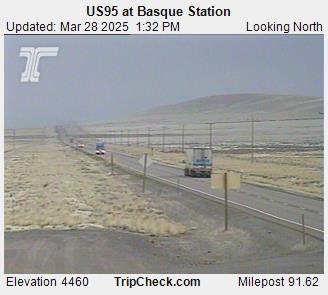 US95 at Basque Station
Updated: Mar 28 2025 1:32 PM Looking North
Elevation 4460 TripCheck.com Milepost 91.62